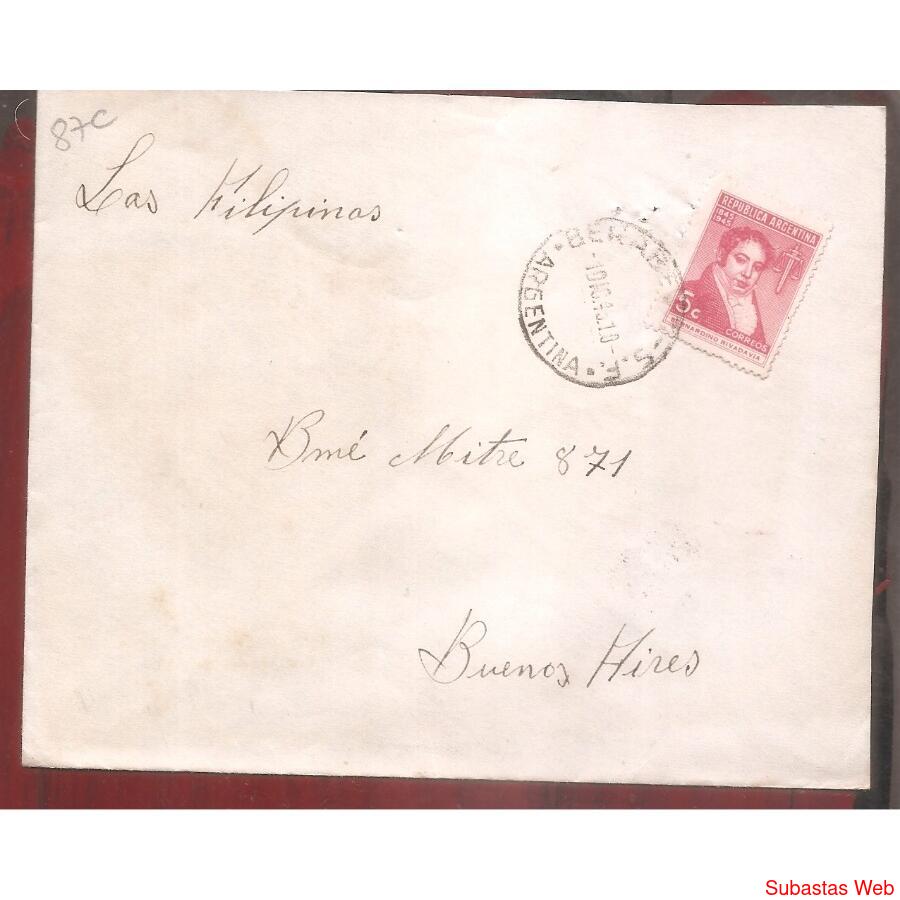 87C
Las Filipinas
REPUBLICA ARGENTINA
1845
1945
5c
CORREOS
BERNARDINO RIVADAVIA
ARGENTINA
Bmé Mitre 871
Buenos Aires
Subastas Web